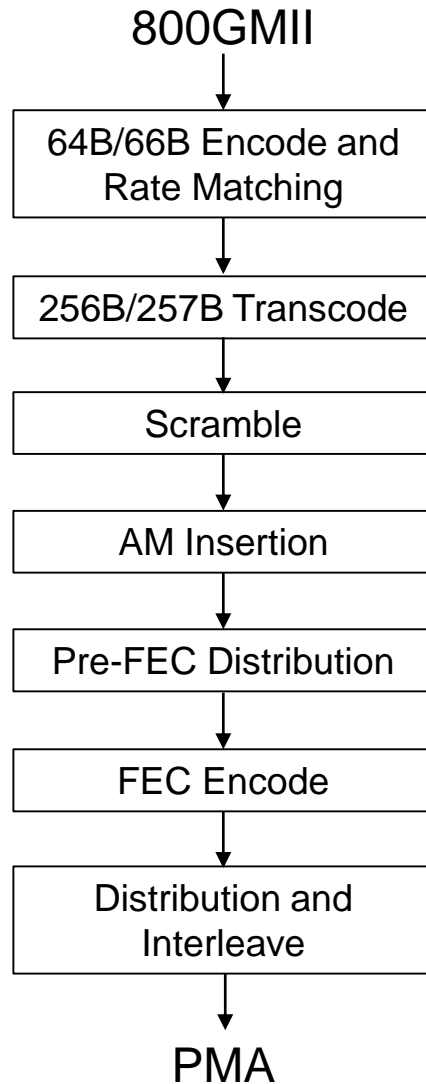 800GMII
64B/66B Encode and
Rate Matching
256B/257B Transcode
Scramble
AM Insertion
Pre-FEC Distribution
FEC Encode
Distribution and
Interleave
PMA